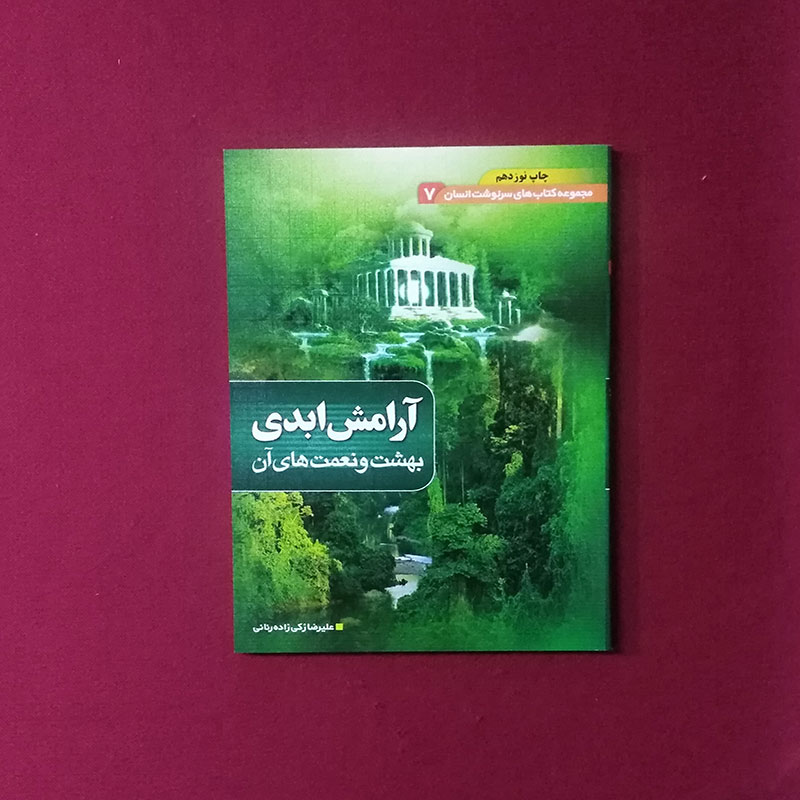 چاپ نوزدهم
مجموعه کتاب های سرنوشت انسان ۷
آرامش ابدی
بهشت و نعمت های آن
علیرضا زکی زاده رنانی